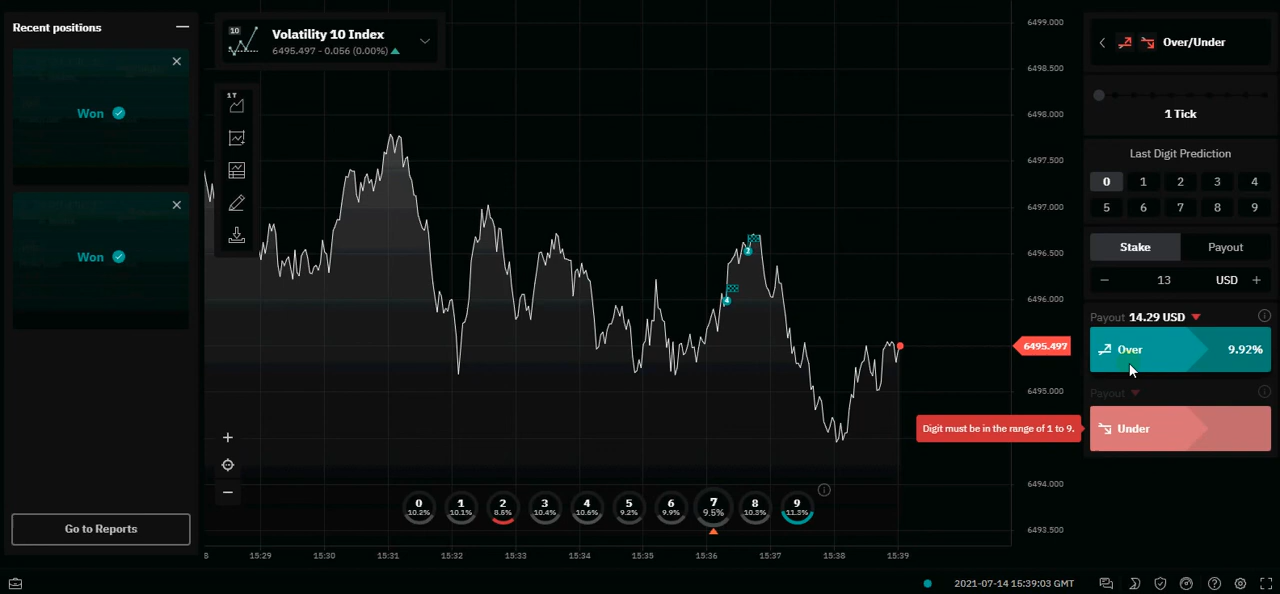 Recent positions
Won
Won
Go to Reports
10
Volatility 10 Index
6495.497 - 0.056 (0.00%)
1T
6499.000
6498.500
6498.000
6497.500
6497.000
6496.500
6496.000
6495.497
6495.000
6494.000
6493.500
4
2
0
10.2%
1
10.1%
2
8.8%
3
10.4%
4
10.6%
5
9.2%
6
9.9%
7
9.5%
8
10.3%
9
11.3%
8
15:29
15:30
15:31
15:32
15:33
15:34
15:35
15:36
15:37
15:38
15:39
Over/Under
1 Tick
Last Digit Prediction
0 1 2 3 4
5 6 7 8 9
Stake Payout
− 13 USD +
Payout 14.29 USD
Over 9.92%
Payout
Digit must be in the range of 1 to 9.
Under
2021-07-14 15:39:03 GMT